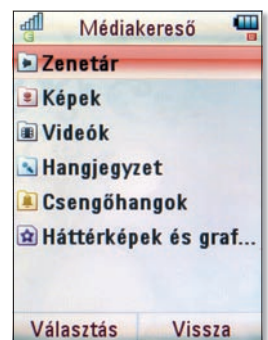 Médiakereső
Zenetár
Képek
Videók
Hangjegyzet
Csengőhangok
Háttérképek és graf...
Választás Vissza